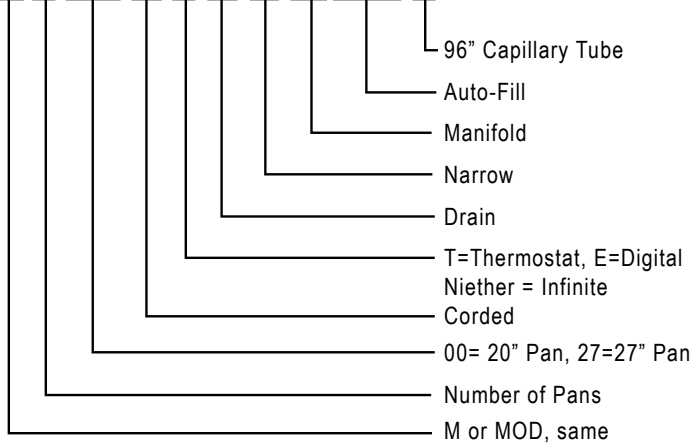 96” Capillary Tube
Auto-Fill
Manifold
Narrow
Drain
T=Thermostat, E=Digital
Niether = Infinite
Corded
00= 20” Pan, 27=27” Pan
Number of Pans
M or MOD, same